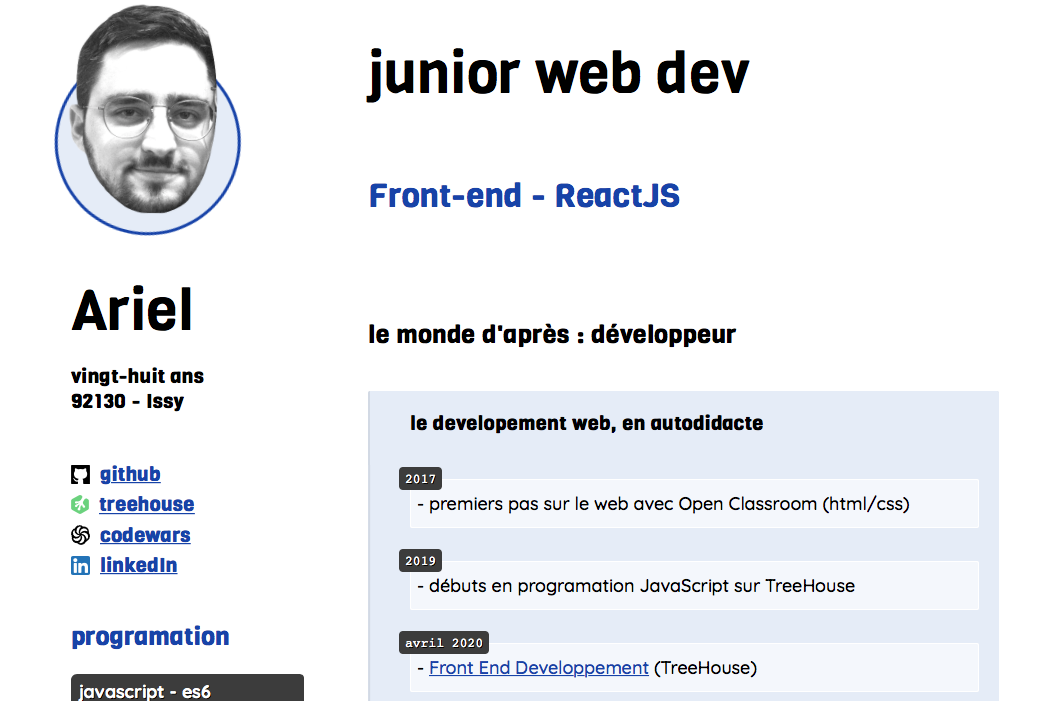 junior web dev
Front-end - ReactJS
Ariel
vingt-huit ans
92130 - Issy
github
treehouse
codewars
linkedIn
programation
javascript - es6
le monde d'après : développeur
le developement web, en autodidacte
2017
- premiers pas sur le web avec Open Classroom (html/css)
2019
- débuts en programation JavaScript sur TreeHouse
avril 2020
- Front End Developpement (TreeHouse)